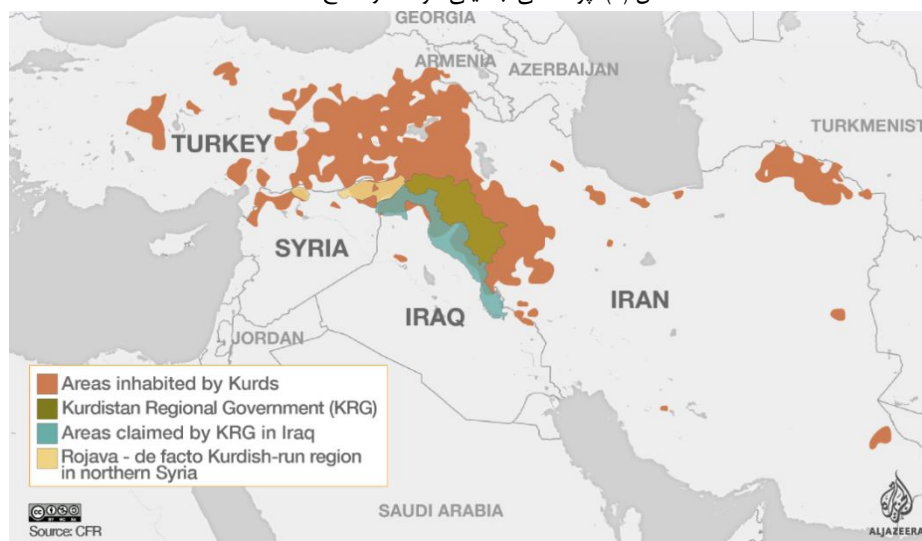 GEORGIA
ARMENIA
AZERBAIJAN
TURKMENIST
TURKEY
SYRIA
IRAQ
IRAN
JORDAN
Areas inhabited by Kurds
Kurdistan Regional Government (KRG)
Areas claimed by KRG in Iraq
Rojava - de facto Kurdish-run region
in northern Syria
SAUDI ARABIA
Source: CFR
ALJAZEERA